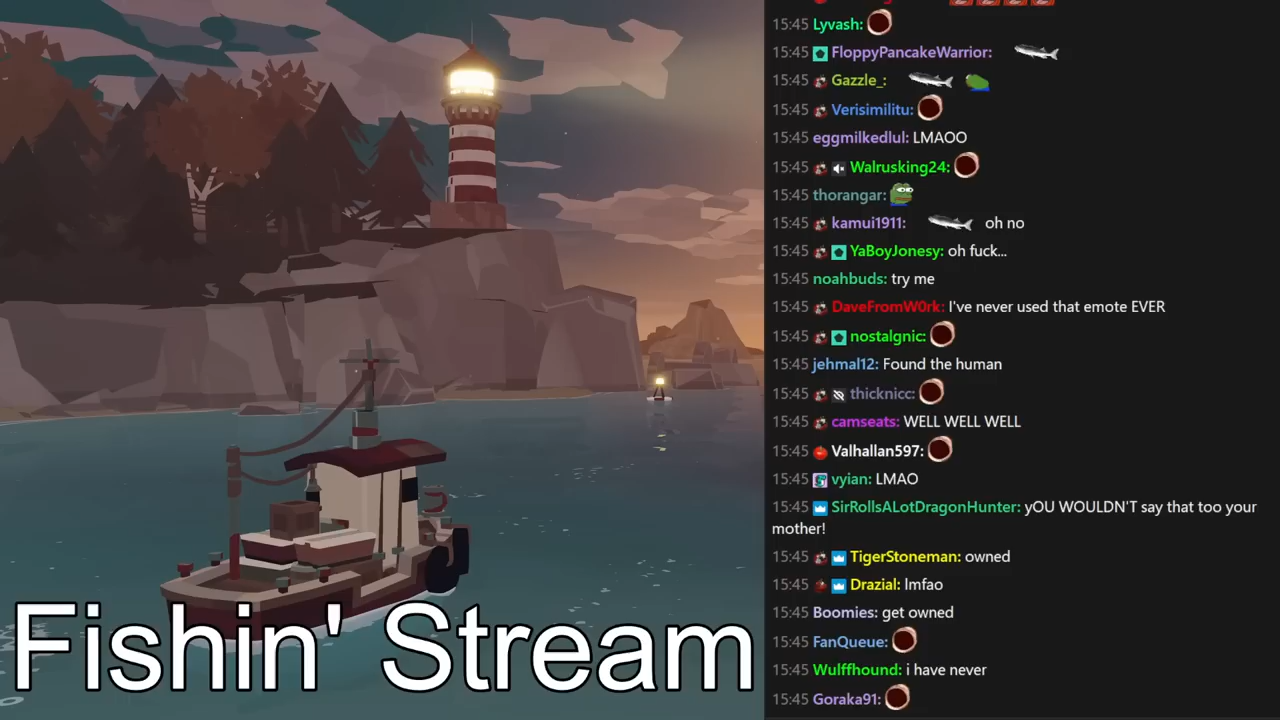 Fishin' Stream
15:45 Lyvash:
15:45 FloppyPancakeWarrior:
15:45 Gazzle_:
15:45 Verisimilitu:
15:45 eggmilkedlul: LMAOO
15:45 Walrusking24:
15:45 thorangar:
15:45 kamui1911: oh no
15:45 YaBoyJonesy: oh fuck...
15:45 noahbuds: try me
15:45 DaveFromW0rk: I've never used that emote EVER
15:45 nostalgnic:
15:45 jehmal12: Found the human
15:45 thicknicc:
15:45 camseats: WELL WELL WELL
15:45 Valhallan597:
15:45 vyian: LMAO
15:45 SirRollsALotDragonHunter: yOU WOULDN'T say that too your
mother!
15:45 TigerStoneman: owned
15:45 Drazial: lmfao
15:45 Boomies: get owned
15:45 FanQueue:
15:45 Wulffhound: i have never
15:45 Goraka91: